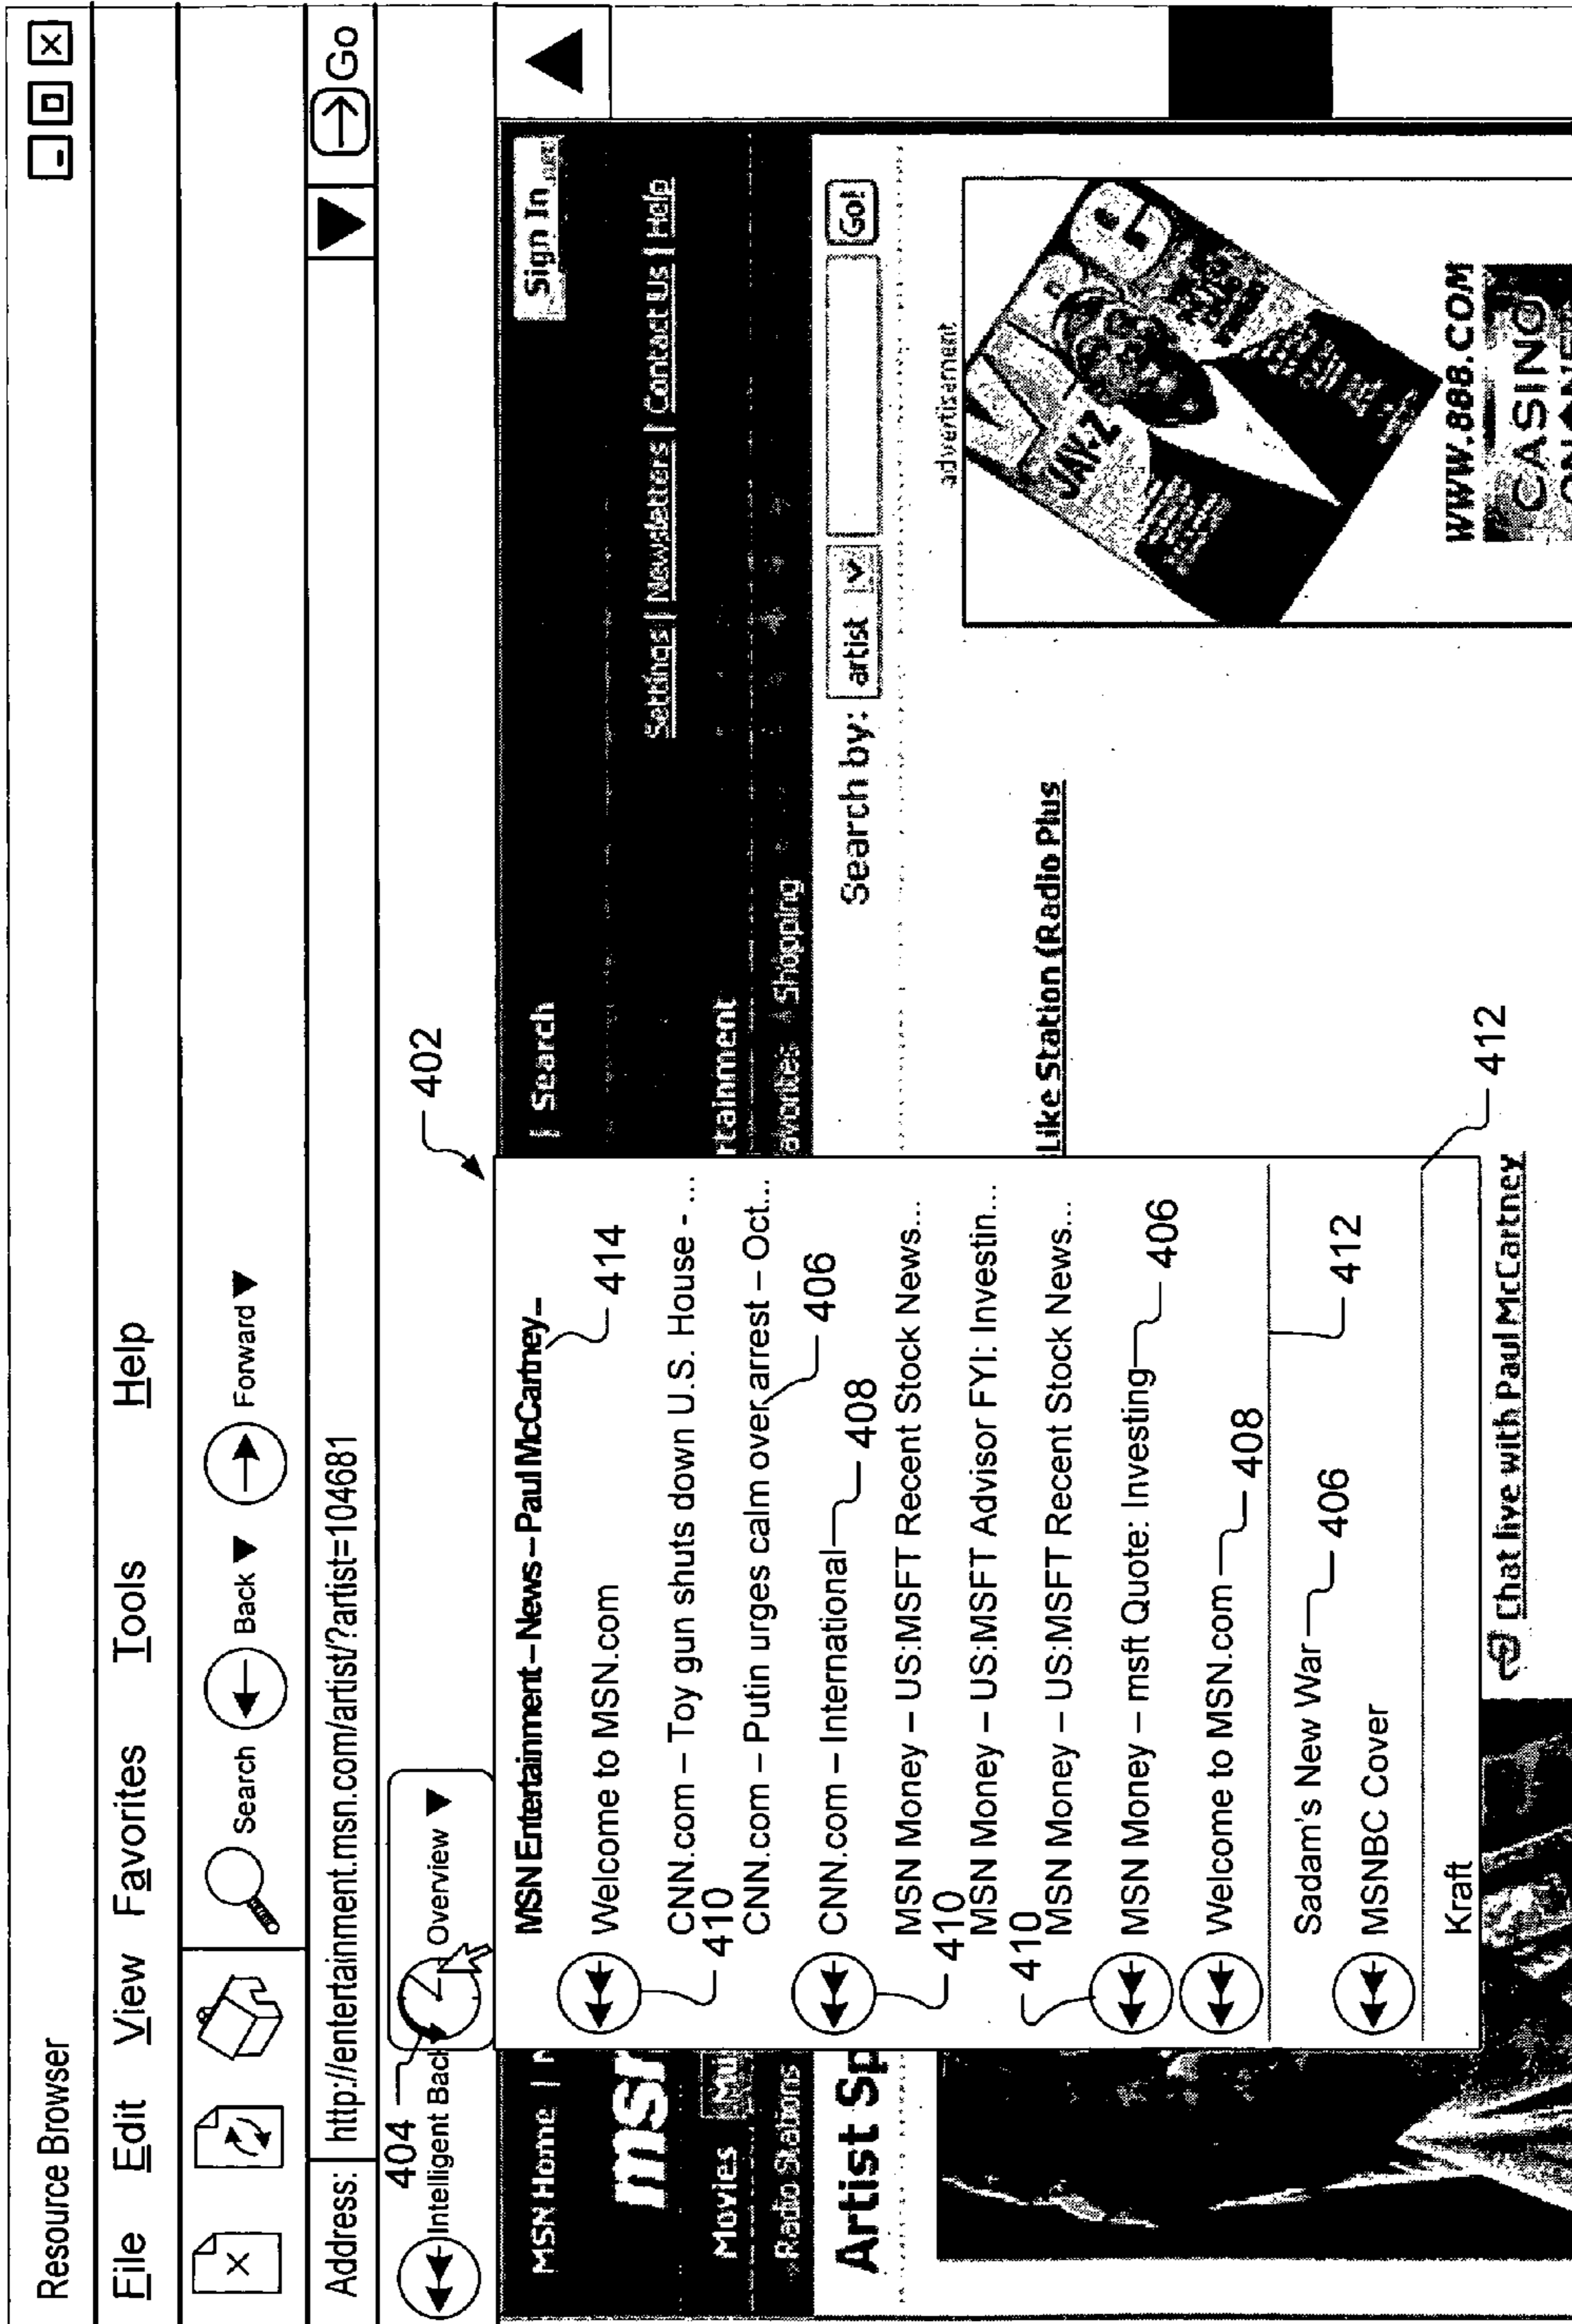 Resource Browser
File Edit View Favorites Tools Help
Search Back Forward
Address: http://entertainment.msn.com/artist/?artist=104681 Go
404
Intelligent Back Overview
402
MSN Home | | Search Sign In
MSN Entertainment – News – Paul McCartney –
414
Welcome to MSN.com
Settings | Newsletters | Contact Us | Help
CNN.com – Toy gun shuts down U.S. House - ...
410
Movies rtainment
CNN.com – Putin urges calm over arrest – Oct...
406
Radio Stations avorites Shopping
CNN.com – International
408
Artist Sp Search by: artist Go!
MSN Money – US:MSFT Recent Stock News...
410
advertisement
MSN Money – US:MSFT Advisor FYI: Investin...
410
MSN Money – US:MSFT Recent Stock News...
Like Station (Radio Plus
JAY-Z
MSN Money – msft Quote: Investing
406
Welcome to MSN.com
408
Sadam's New War
406
412
MSNBC Cover
Kraft
412
WWW.888.COM
Chat live with Paul McCartney
CASINO